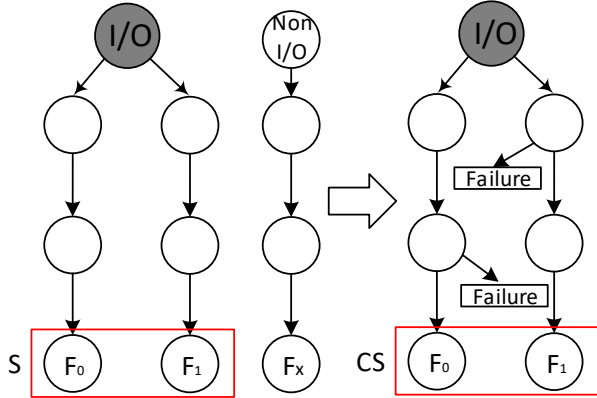 I/O
Non
I/O
I/O
Failure
Failure
S F₀ F₁ Fx CS F₀ F₁